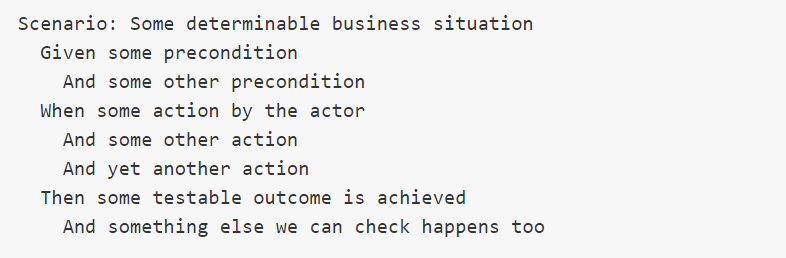 Scenario: Some determinable business situation
Given some precondition
And some other precondition
When some action by the actor
And some other action
And yet another action
Then some testable outcome is achieved
And something else we can check happens too